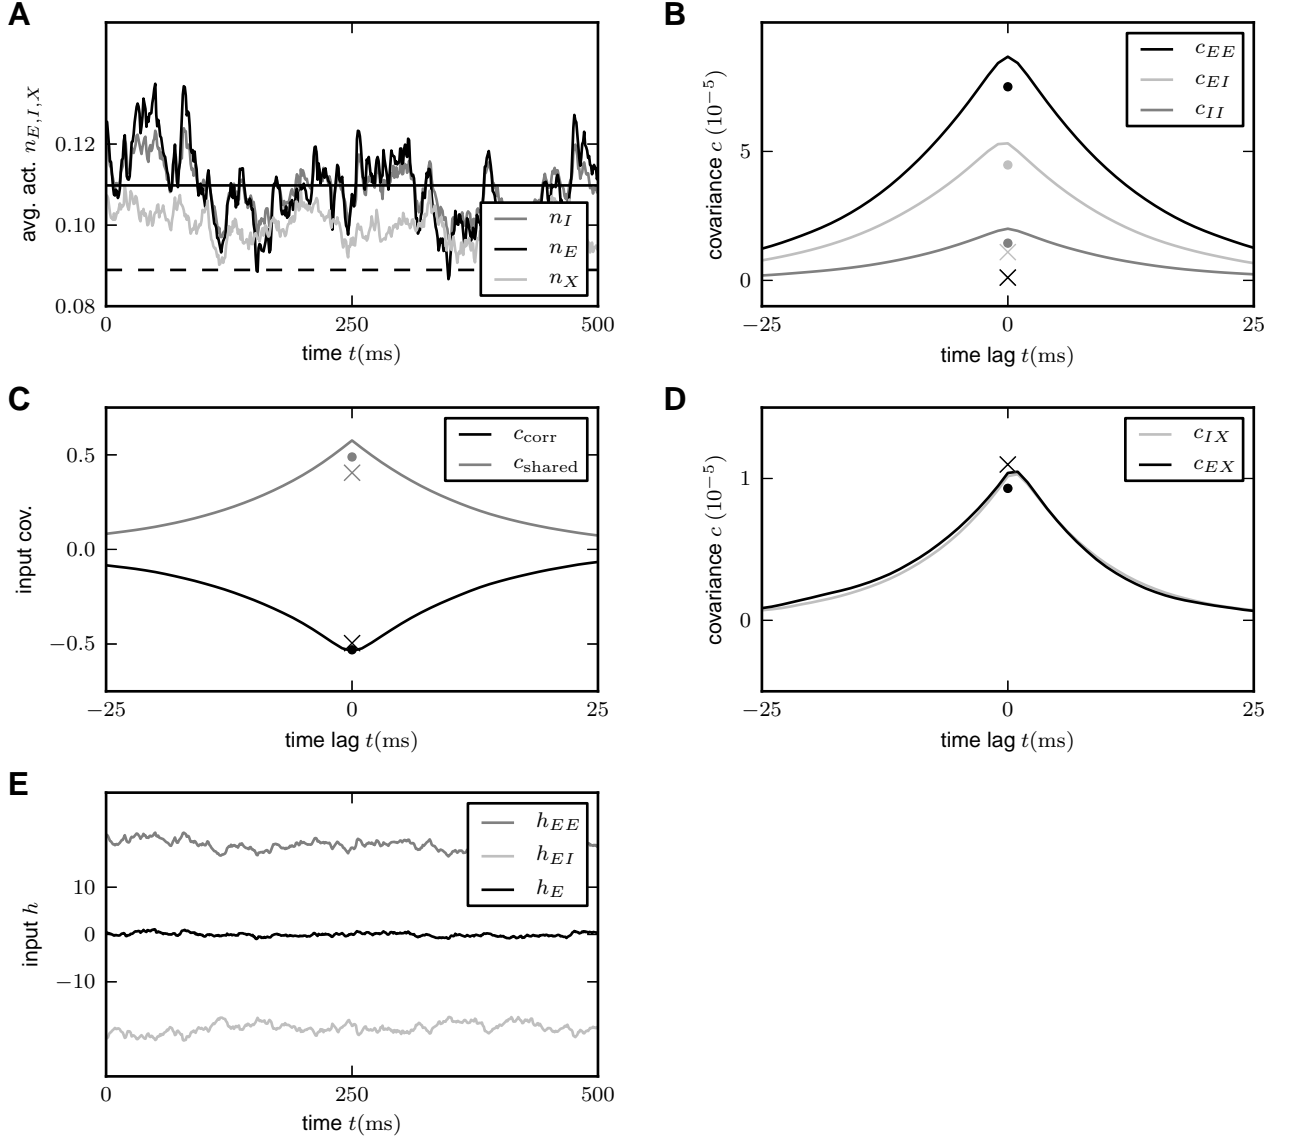 A
avg. act. n_{E,I,X}
0.12
0.10
0.08
n_I
n_E
n_X
0
250
500
time t(ms)
B
covariance c (10^{−5})
5
0
c_{EE}
c_{EI}
c_{II}
−25
0
25
time lag t(ms)
C
input cov.
0.5
0.0
−0.5
c_{corr}
c_{shared}
−25
0
25
time lag t(ms)
D
covariance c (10^{−5})
1
0
c_{IX}
c_{EX}
−25
0
25
time lag t(ms)
E
input h
10
0
−10
h_{EE}
h_{EI}
h_E
0
250
500
time t(ms)